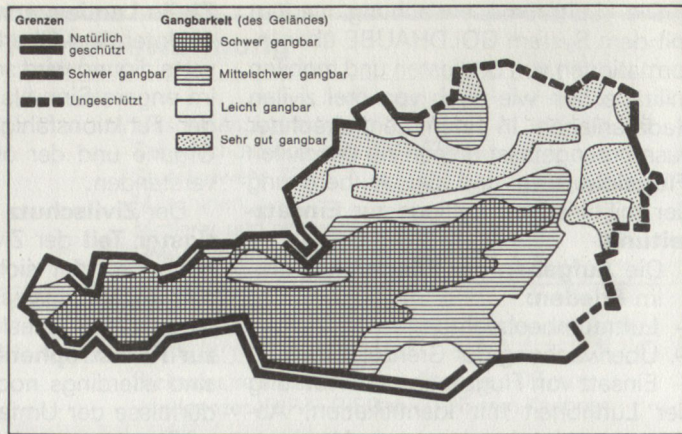 Grenzen
Natürlich
geschützt
Schwer gangbar
Ungeschützt
Gangbarkeit (des Geländes)
Schwer gangbar
Mittelschwer gangbar
Leicht gangbar
Sehr gut gangbar